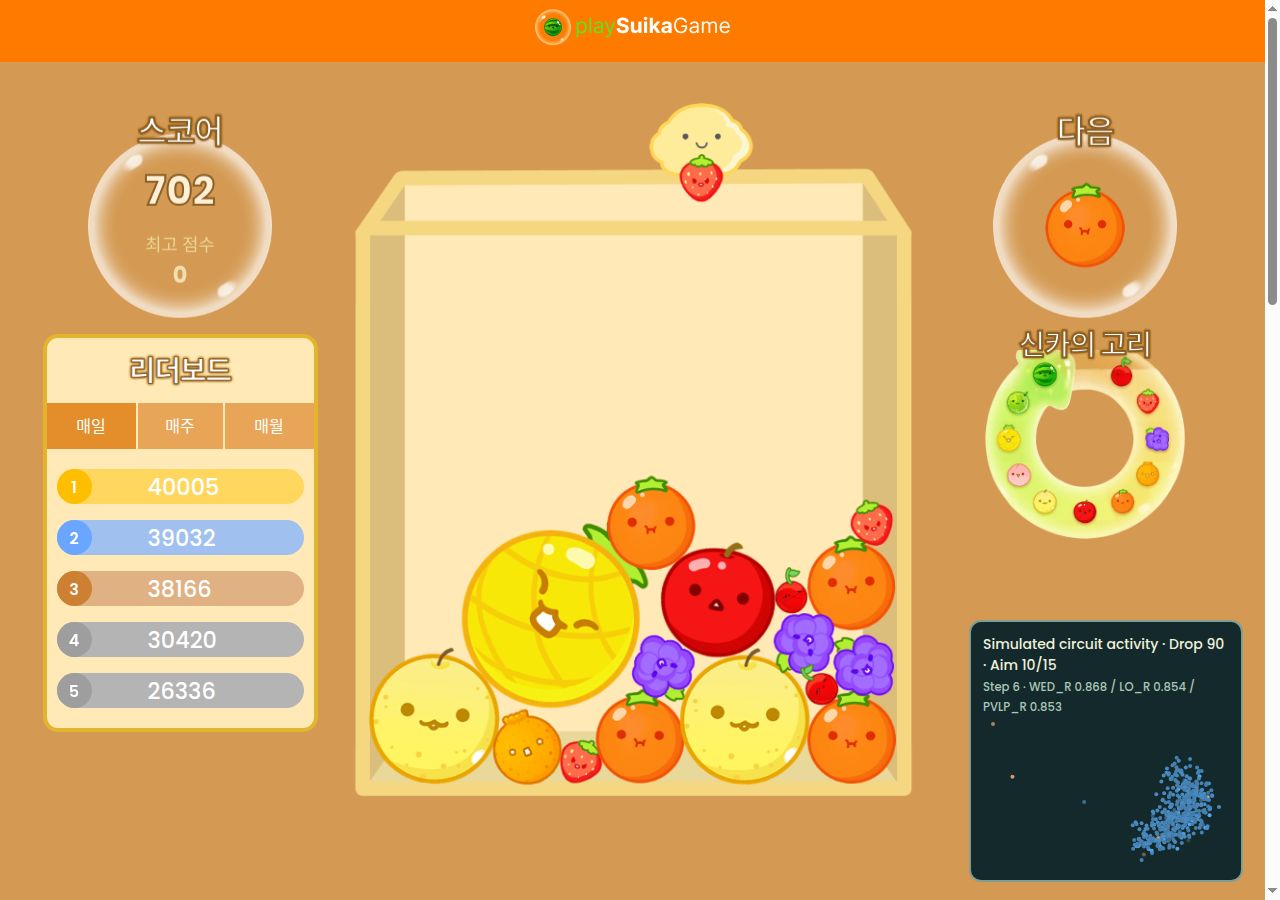 playSuikaGame
스코어
702
최고 점수
0
다음
신카의 고리
리더보드
매일 매주 매월
1 40005
2 39032
3 38166
4 30420
5 26336
Simulated circuit activity · Drop 90
· Aim 10/15
Step 6 · WED_R 0.868 / LO_R 0.854 /
PVLP_R 0.853